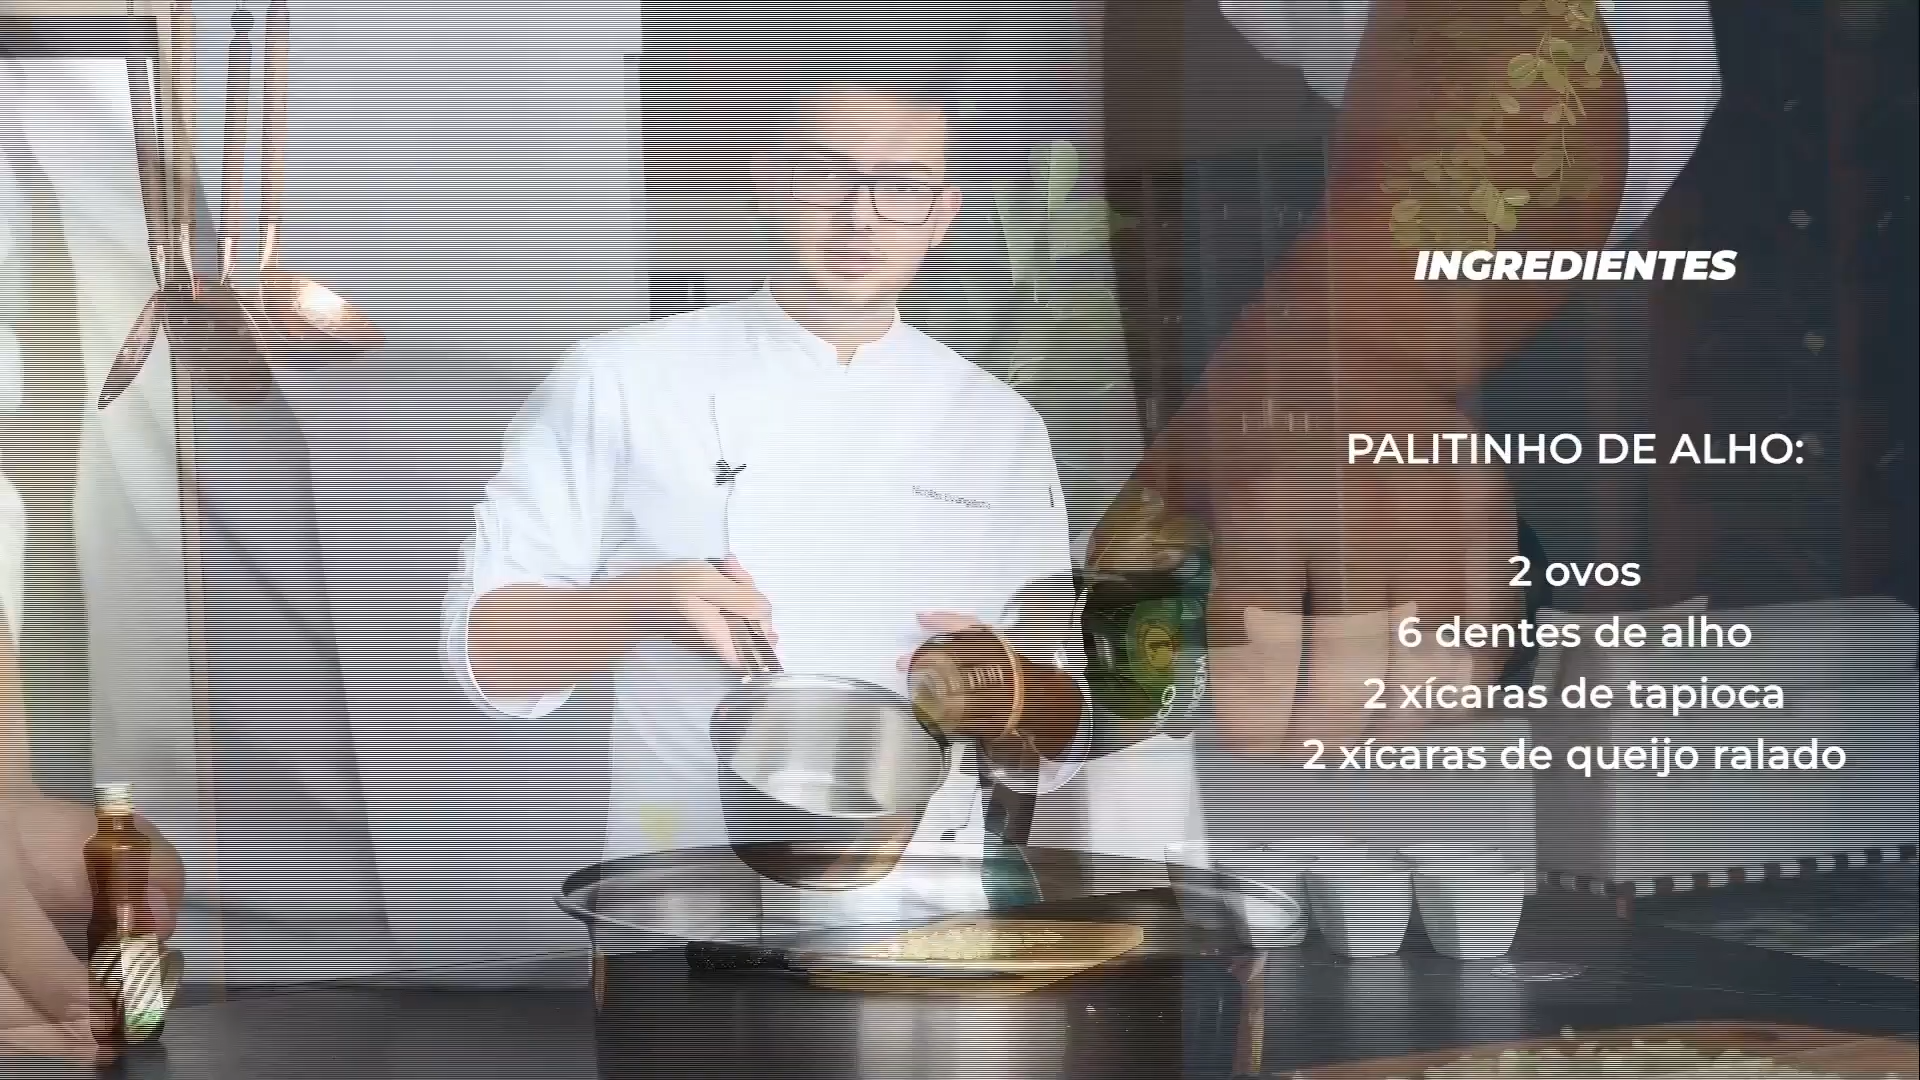 INGREDIENTES
PALITINHO DE ALHO:
2 ovos
6 dentes de alho
2 xícaras de tapioca
2 xícaras de queijo ralado